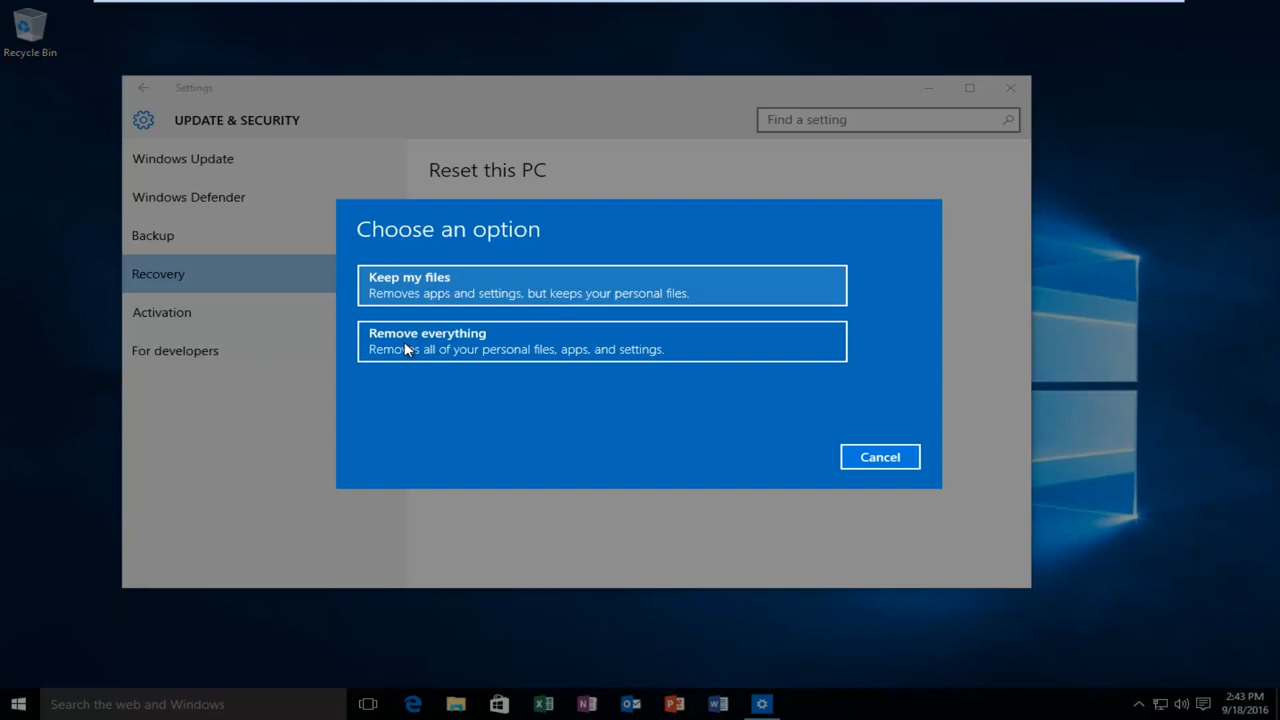 Recycle Bin
Settings
UPDATE & SECURITY
Find a setting
Windows Update
Windows Defender
Backup
Recovery
Activation
For developers
Reset this PC
Choose an option
Keep my files
Removes apps and settings, but keeps your personal files.
Remove everything
Removes all of your personal files, apps, and settings.
Cancel
Search the web and Windows
2:43 PM
9/18/2016